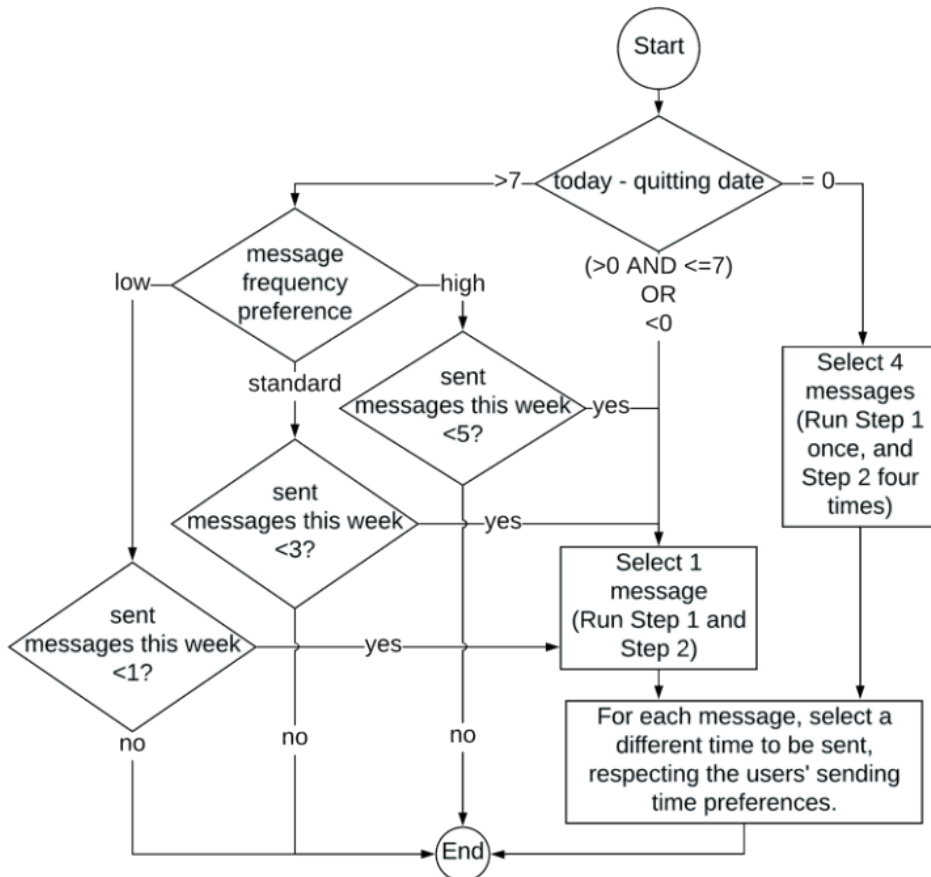 Start
today - quitting date
>7
= 0
(>0 AND <=7)
OR
<0
message
frequency
preference
low
high
standard
sent
messages this week
<5?
yes
Select 4
messages
(Run Step 1
once, and
Step 2 four
times)
sent
messages this week
<3?
yes
Select 1
message
(Run Step 1 and
Step 2)
sent
messages this week
<1?
yes
no
no
no
For each message, select a
different time to be sent,
respecting the users' sending
time preferences.
End